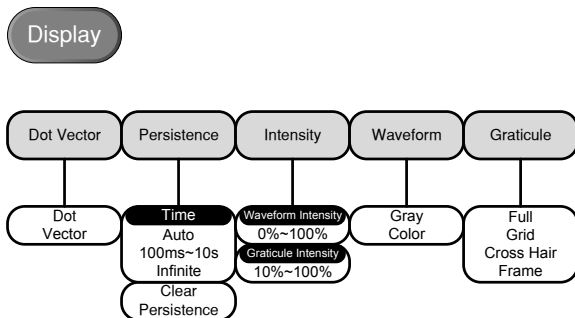 Display
Dot Vector
Persistence
Intensity
Waveform
Graticule
Dot
Vector
Time
Auto
100ms~10s
Infinite
Clear
Persistence
Waveform Intensity
0%~100%
Graticule Intensity
10%~100%
Gray
Color
Full
Grid
Cross Hair
Frame